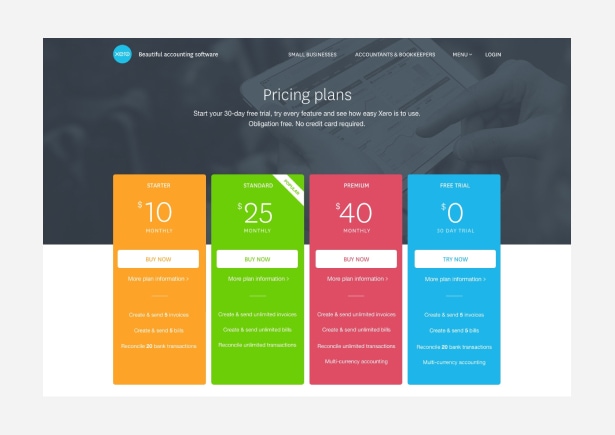 xero
Beautiful accounting software
SMALL BUSINESSES
ACCOUNTANTS & BOOKKEEPERS
MENU
LOGIN
Pricing plans
Start your 30-day free trial, try every feature and see how easy Xero is to use.
Obligation free. No credit card required.
STARTER
$10
MONTHLY
BUY NOW
More plan information >
Create & send 5 invoices
Create & send 5 bills
Reconcile 20 bank transactions
STANDARD
POPULAR
$25
MONTHLY
BUY NOW
More plan information >
Create & send unlimited invoices
Create & send unlimited bills
Reconcile unlimited transactions
PREMIUM
$40
MONTHLY
BUY NOW
More plan information >
Create & send unlimited invoices
Create & send unlimited bills
Reconcile unlimited transactions
Multi-currency accounting
FREE TRIAL
$0
30 DAY TRIAL
TRY NOW
More plan information >
Create & send invoices
Create & send 5 bills
Reconcile 20 bank transactions
Multi-currency accounting